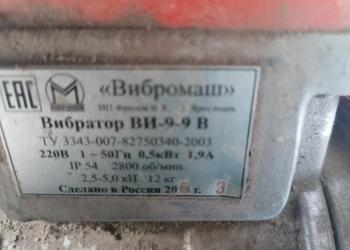 ЕАС
«Вибромаш»
Вибратор ВИ-9-9 В
ТУ 3343-007-82750340-2003
220В 1 ~ 50Гц 0,5кВт 1,9А
IP 54 2800 об/мин.
2,5-5,0 кН 12 кг
Сделано в России г.